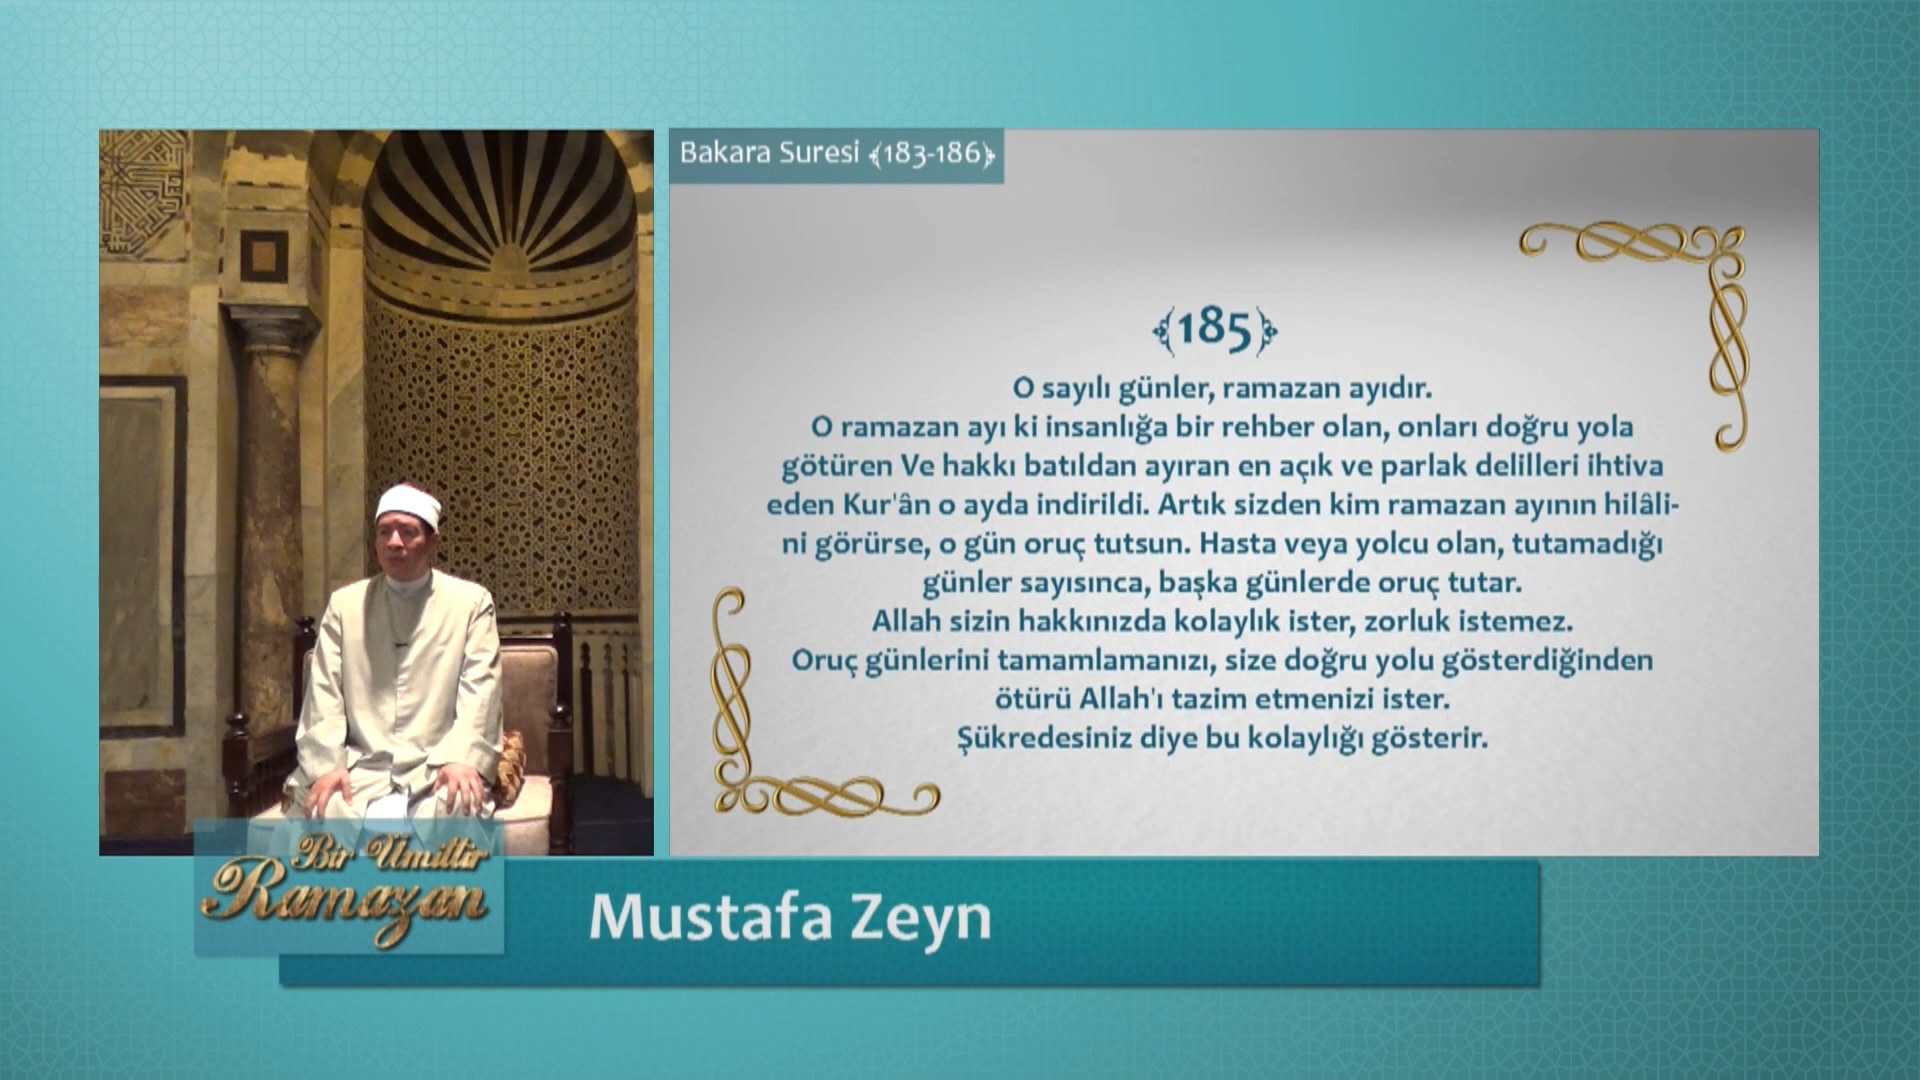 Bakara Suresi ﴾183-186﴿
﴾185﴿
O sayılı günler, ramazan ayıdır.
O ramazan ayı ki insanlığa bir rehber olan, onları doğru yola
götüren Ve hakkı batıldan ayıran en açık ve parlak delilleri ihtiva
eden Kur'ân o ayda indirildi. Artık sizden kim ramazan ayının hilâli-
ni görürse, o gün oruç tutsun. Hasta veya yolcu olan, tutamadığı
günler sayısınca, başka günlerde oruç tutar.
Allah sizin hakkınızda kolaylık ister, zorluk istemez.
Oruç günlerini tamamlamanızı, size doğru yolu gösterdiğinden
ötürü Allah'ı tazim etmenizi ister.
Şükredesiniz diye bu kolaylığı gösterir.
Bir Ümittir
Ramazan
Mustafa Zeyn